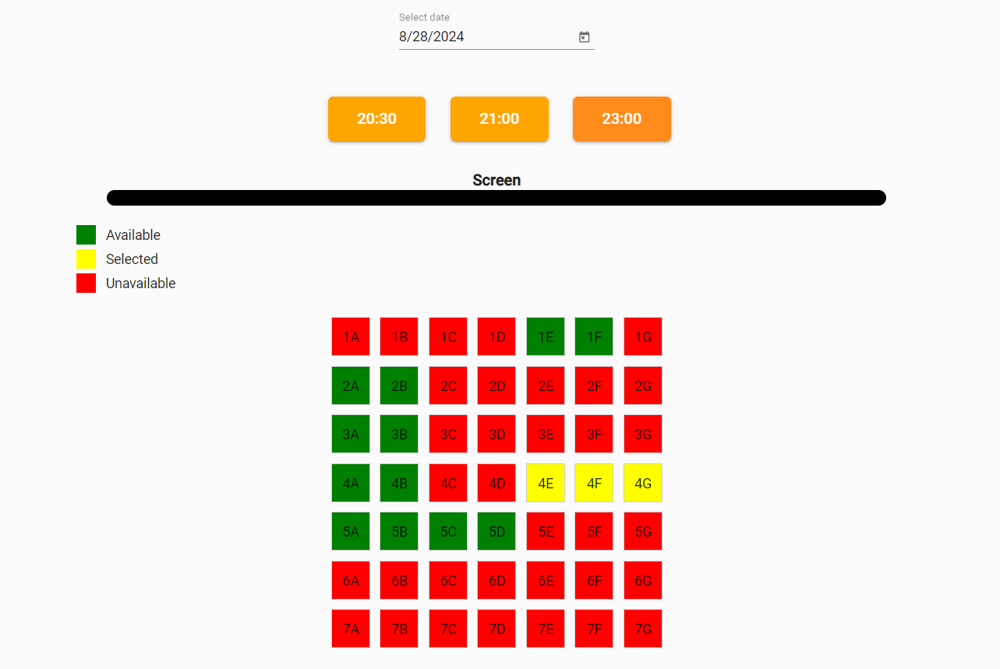 Select date
8/28/2024
20:30 21:00 23:00
Screen
Available
Selected
Unavailable
1A 1B 1C 1D 1E 1F 1G
2A 2B 2C 2D 2E 2F 2G
3A 3B 3C 3D 3E 3F 3G
4A 4B 4C 4D 4E 4F 4G
5A 5B 5C 5D 5E 5F 5G
6A 6B 6C 6D 6E 6F 6G
7A 7B 7C 7D 7E 7F 7G